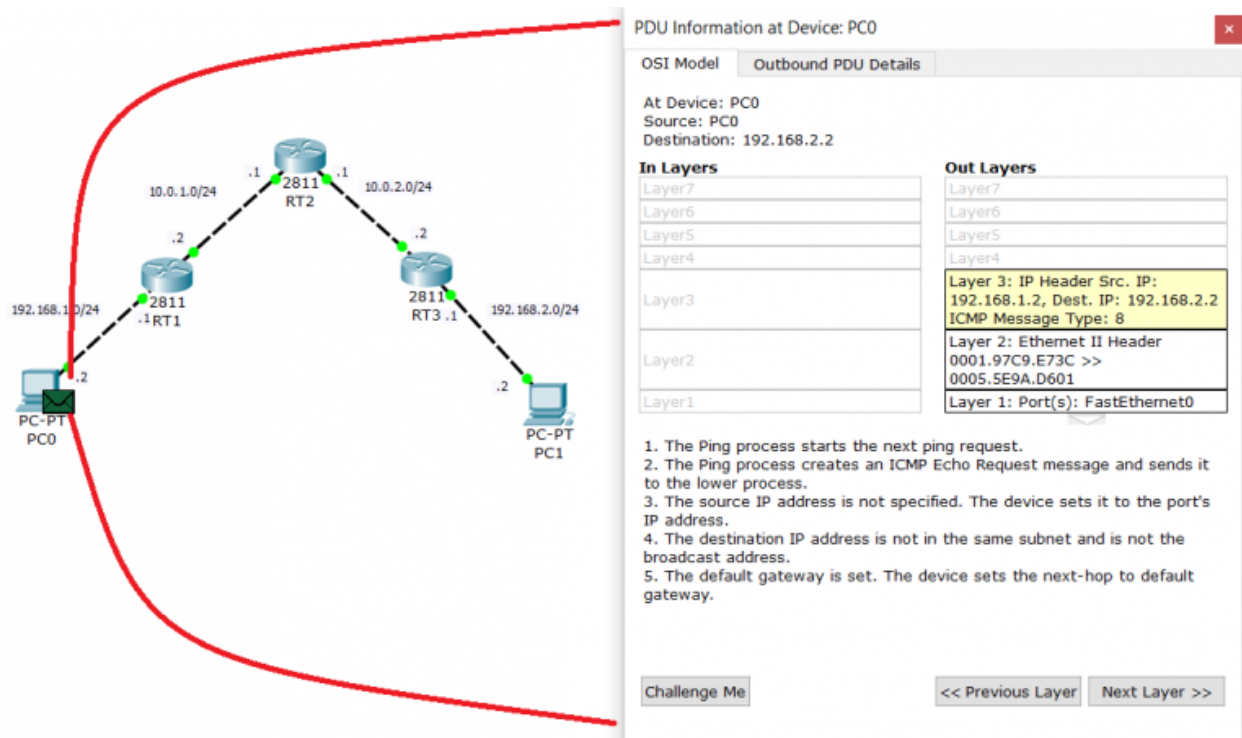 PDU Information at Device: PC0
×
OSI Model
Outbound PDU Details
At Device: PC0
Source: PC0
Destination: 192.168.2.2
In Layers
Layer7
Layer6
Layer5
Layer4
Layer3
Layer2
Layer1
Out Layers
Layer7
Layer6
Layer5
Layer4
Layer 3: IP Header Src. IP:
192.168.1.2, Dest. IP: 192.168.2.2
ICMP Message Type: 8
Layer 2: Ethernet II Header
0001.97C9.E73C >>
0005.5E9A.D601
Layer 1: Port(s): FastEthernet0
1. The Ping process starts the next ping request.
2. The Ping process creates an ICMP Echo Request message and sends it
to the lower process.
3. The source IP address is not specified. The device sets it to the port's
IP address.
4. The destination IP address is not in the same subnet and is not the
broadcast address.
5. The default gateway is set. The device sets the next-hop to default
gateway.
Challenge Me
<< Previous Layer
Next Layer >>
.1
2811
RT2
.1
10.0.1.0/24
10.0.2.0/24
.2
.2
2811
RT1
.1
2811
RT3
.1
192.168.1.0/24
192.168.2.0/24
.2
PC-PT
PC0
.2
PC-PT
PC1